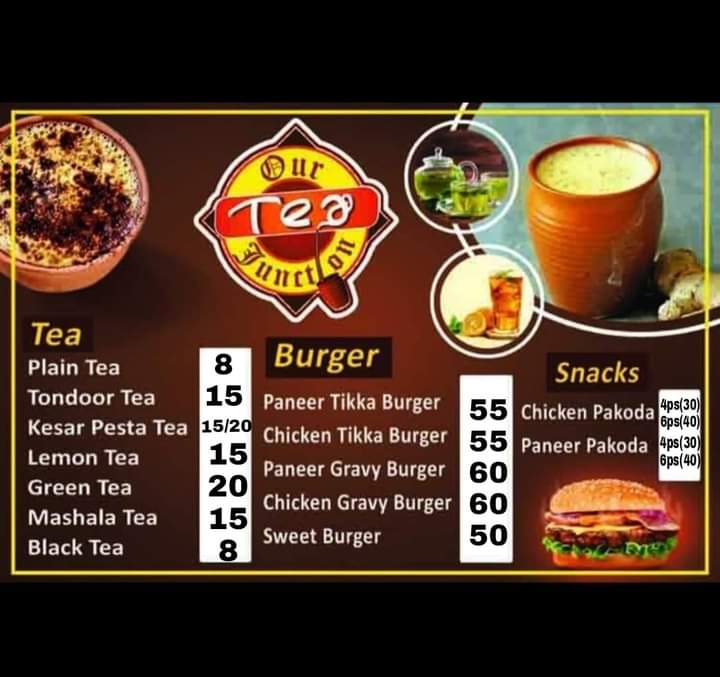 Our
Tea
Junction
Tea
Plain Tea 8
Tondoor Tea 15
Kesar Pesta Tea 15/20
Lemon Tea 15
Green Tea 20
Mashala Tea 15
Black Tea 8
Burger
Paneer Tikka Burger 55
Chicken Tikka Burger 55
Paneer Gravy Burger 60
Chicken Gravy Burger 60
Sweet Burger 50
Snacks
Chicken Pakoda 4ps(30)
6ps(40)
Paneer Pakoda 4ps(30)
6ps(40)